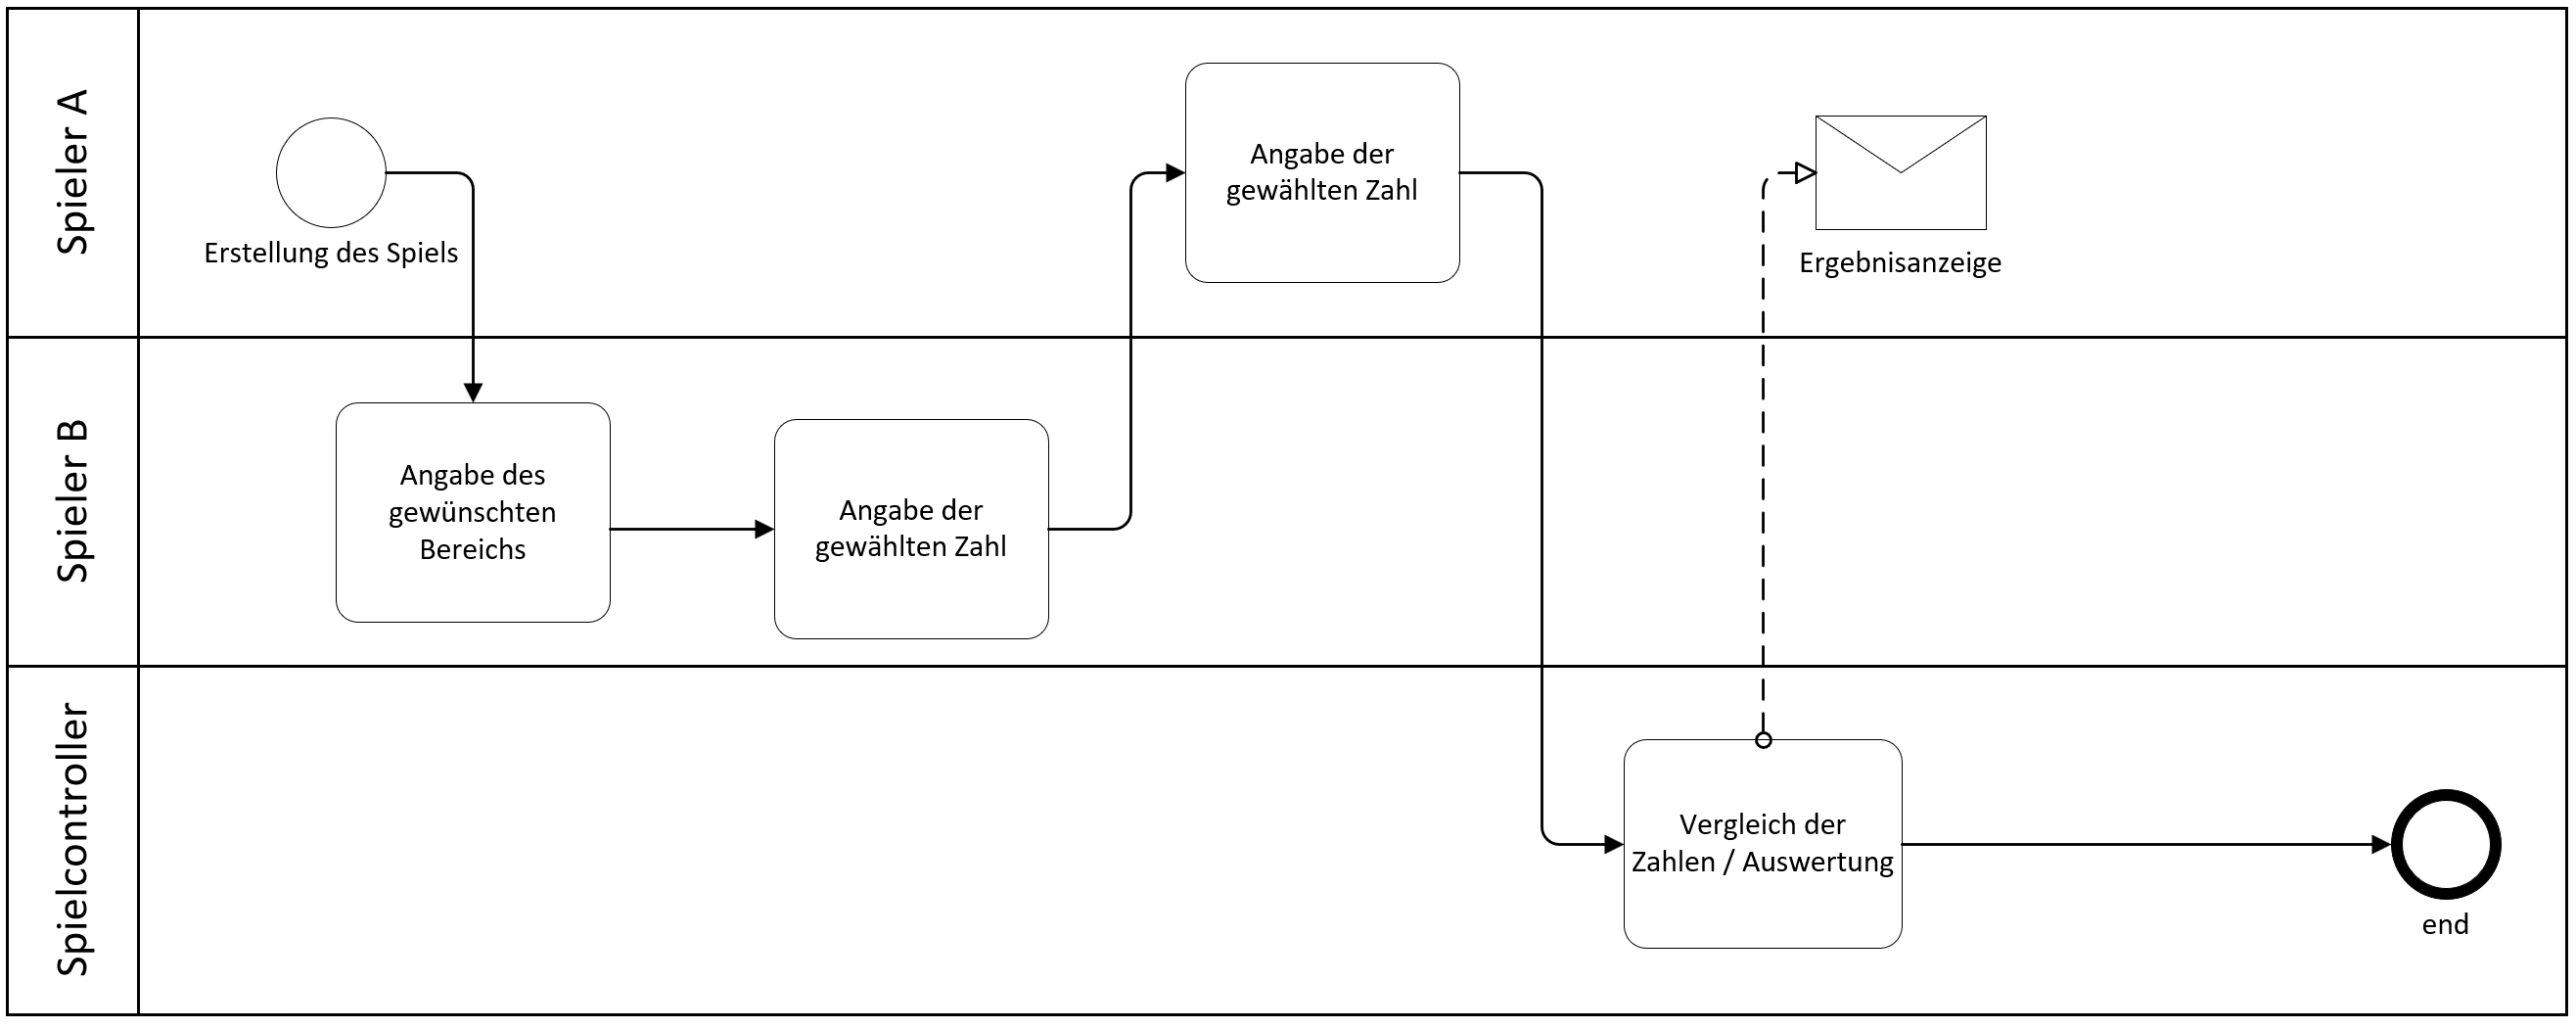 Spieler A
Erstellung des Spiels
Angabe der
gewählten Zahl
Ergebnisanzeige
Spieler B
Angabe des
gewünschten
Bereichs
Angabe der
gewählten Zahl
Spielcontroller
Vergleich der
Zahlen / Auswertung
end